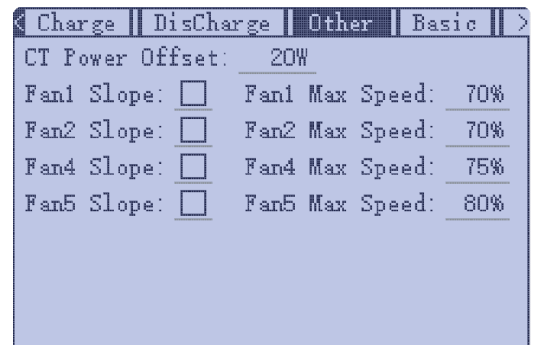 < Charge DisCharge Other Basic >
CT Power Offset: 20W
Fan1 Slope: Fan1 Max Speed: 70%
Fan2 Slope: Fan2 Max Speed: 70%
Fan4 Slope: Fan4 Max Speed: 75%
Fan5 Slope: Fan5 Max Speed: 80%